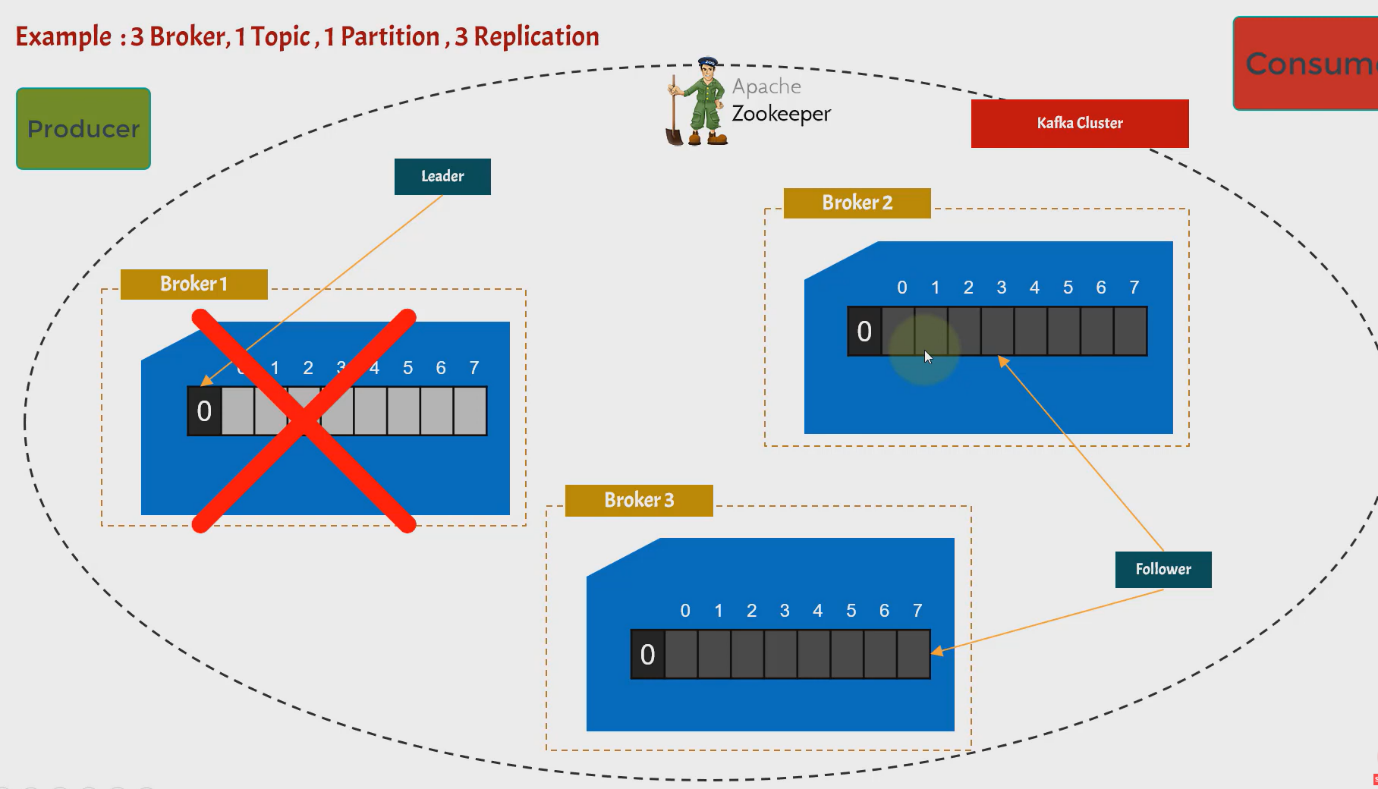 Example : 3 Broker, 1 Topic , 1 Partition , 3 Replication
Producer
Apache
Zookeeper
Kafka Cluster
Leader
Broker 1
1 2 3 4 5 6 7
0
Broker 2
0 1 2 3 4 5 6 7
0
Broker 3
0 1 2 3 4 5 6 7
0
Follower